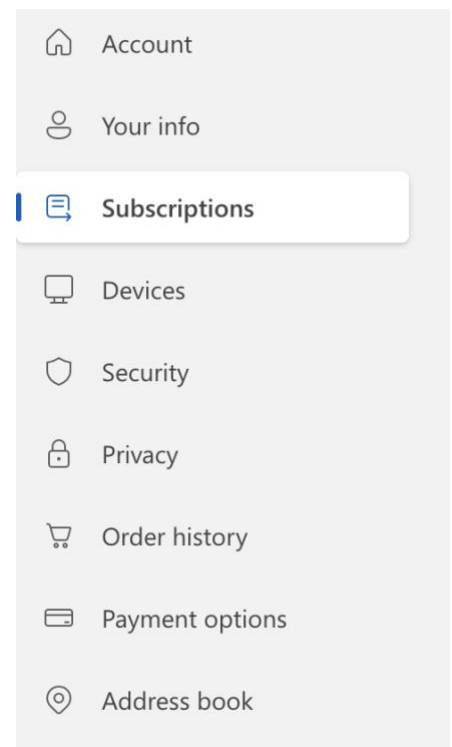 Account
Your info
Subscriptions
Devices
Security
Privacy
Order history
Payment options
Address book